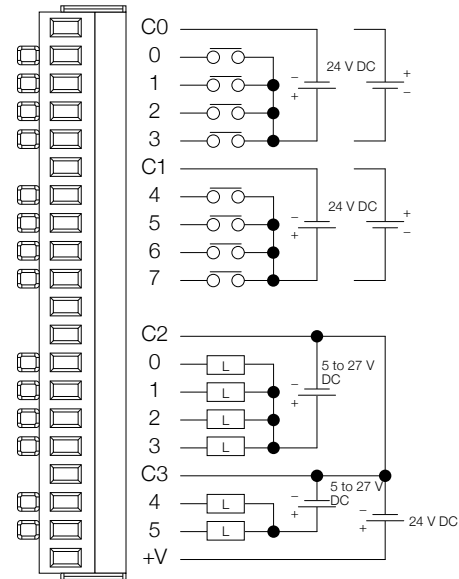 C0
0
1
2
3
– + 24 V DC + –
C1
4
5
6
7
– + 24 V DC + –
C2
0 L
1 L
2 L
3 L
– + 5 to 27 V
DC
C3
4 L
5 L
– + 5 to 27 V
DC
– + 24 V DC
+V